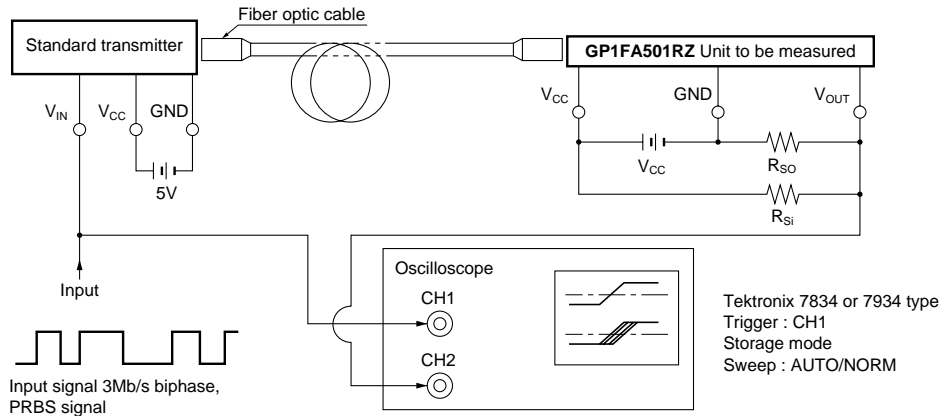 Fiber optic cable
Standard transmitter
GP1FA501RZ Unit to be measured
VIN
VCC
GND
VCC
GND
VOUT
5V
VCC
RSO
RSi
Input
Oscilloscope
CH1
CH2
Tektronix 7834 or 7934 type
Trigger : CH1
Storage mode
Sweep : AUTO/NORM
Input signal 3Mb/s biphase,
PRBS signal